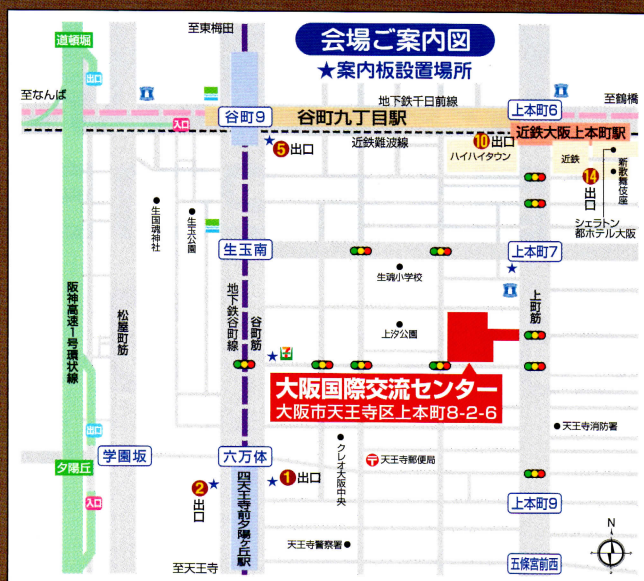 至東梅田
会場ご案内図
★案内板設置場所
道頓堀
出口
至なんば
谷町9
地下鉄千日前線
谷町九丁目駅
上本町6
至鶴橋
入口
近鉄大阪上本町駅
5出口
近鉄難波線
10出口
ハイハイタウン
近鉄
14出口
新歌舞伎座
シェラトン
都ホテル大阪
生国魂神社
生玉公園
生玉南
上本町7
生魂小学校
阪神高速1号環状線
松屋町筋
地下鉄谷町線
谷町筋
上汐公園
上町筋
7
大阪国際交流センター
大阪市天王寺区上本町8-2-6
天王寺消防署
出口
学園坂
六万体
夕陽丘
入口
クレオ大阪中央
天王寺郵便局
2出口
1出口
四天王寺前夕陽ヶ丘駅
上本町9
天王寺警察署
至天王寺
五條宮前西
N